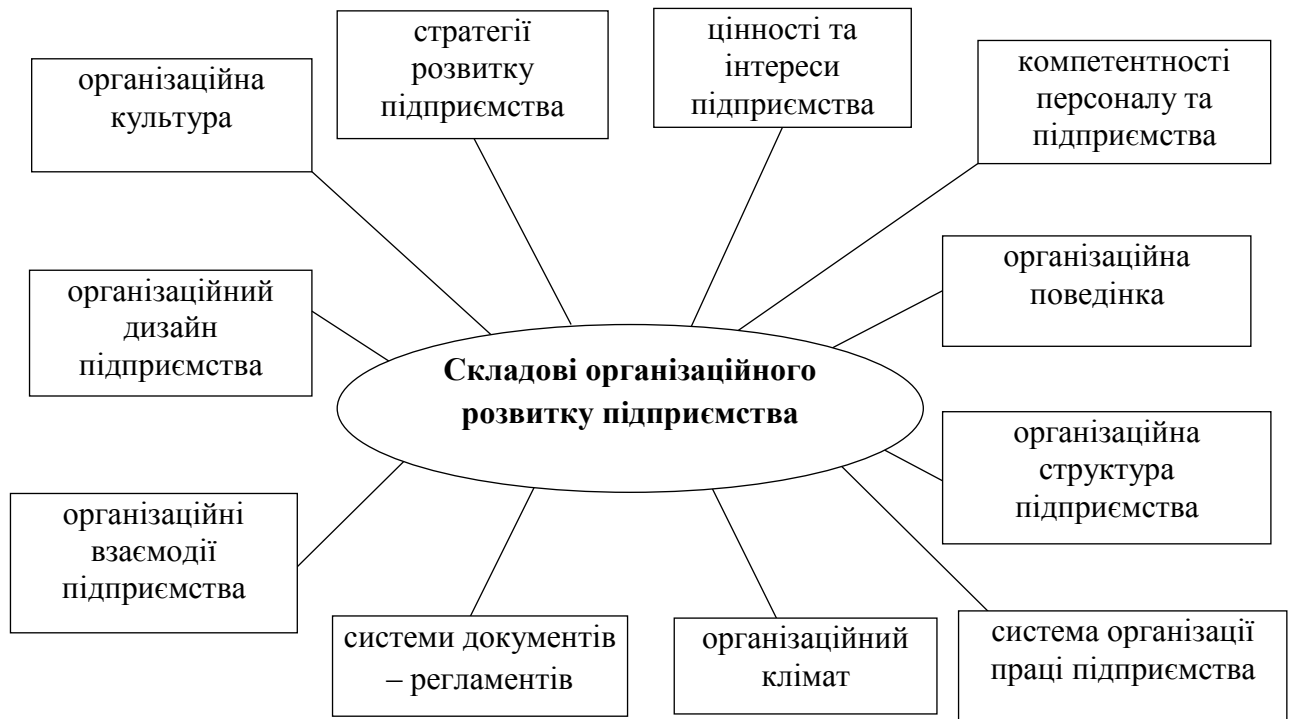 стратегії
розвитку
підприємства
цінності та
інтереси
підприємства
організаційна
культура
компетентності
персоналу та
підприємства
організаційний
дизайн
підприємства
організаційна
поведінка
Складові організаційного
розвитку підприємства
організаційна
структура
підприємства
організаційні
взаємодії
підприємства
системи документів
– регламентів
організаційний
клімат
система організації
праці підприємства